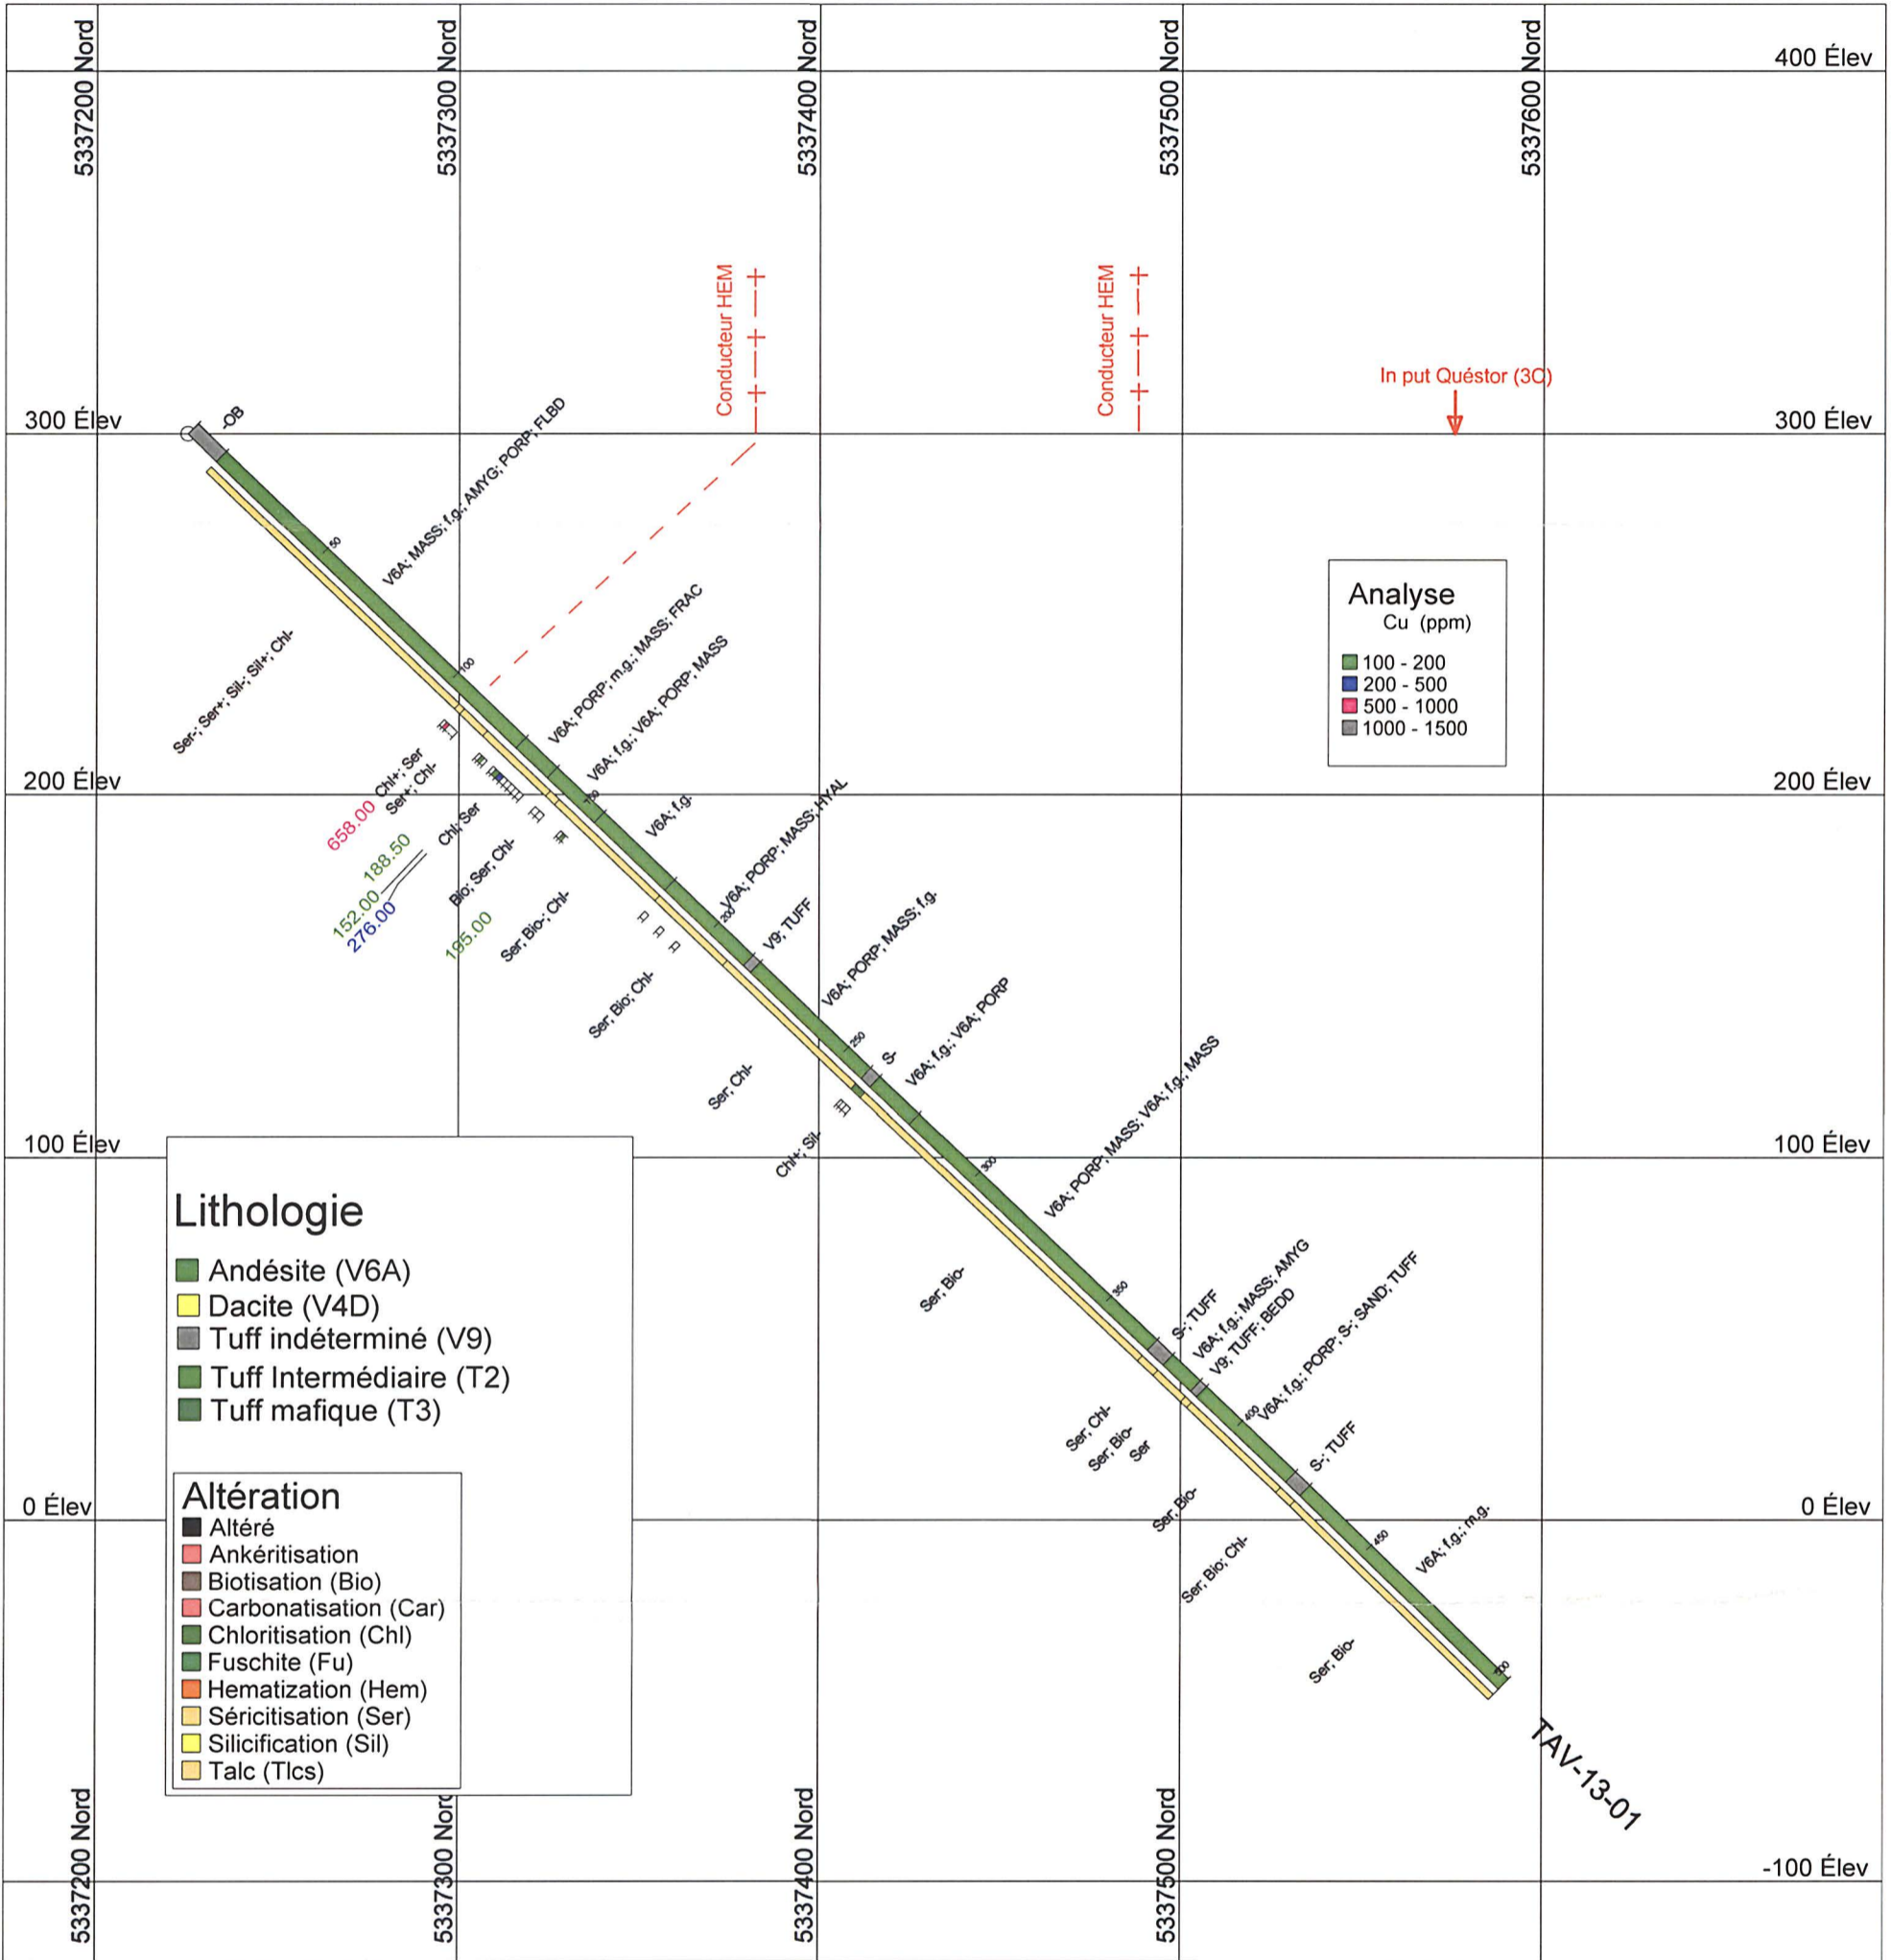 5337200 Nord
5337300 Nord
5337400 Nord
5337500 Nord
5337600 Nord
400 Élev
Conducteur HEM
Conducteur HEM
In put Quéstor (3C)
300 Élev
300 Élev
-OB
V6A; MASS; f.g.; AMYG; PORP; FLBD
50
V6A; PORP; m.g.; MASS; FRAC
100
V6A; f.g.; V6A; PORP; MASS
Ser-; Ser+; Sil-; Sil+; Chl-
Analyse
Cu (ppm)
100 - 200
200 - 500
500 - 1000
1000 - 1500
200 Élev
200 Élev
Chl+; Ser
Ser+; Chl-
658.00
Chl; Ser
188.50
152.00
276.00
Bio; Ser; Chl-
195.00
Ser; Bio-; Chl-
150
V6A; f.g.
V6A; PORP; MASS; HYAL
200
V9; TUFF
V6A; PORP; MASS; f.g.
Ser; Bio; Chl-
250
S-
V6A; f.g.; V6A; PORP
Ser; Chl-
V6A; PORP; MASS; V6A; f.g.; MASS
100 Élev
100 Élev
Chl+; Sil-
300
Lithologie
Andésite (V6A)
Dacite (V4D)
Tuff indéterminé (V9)
Tuff Intermédiaire (T2)
Tuff mafique (T3)
Ser; Bio-
350
S-; TUFF
V6A; f.g.; MASS; AMYG
V9; TUFF; BEDD
V6A; f.g.; PORP; S-; SAND; TUFF
400
Ser; Chl-
Ser; Bio-
Ser
S-; TUFF
Altération
Altéré
Ankéritisation
Biotisation (Bio)
Carbonatisation (Car)
Chloritisation (Chl)
Fuschite (Fu)
Hematization (Hem)
Séricitisation (Ser)
Silicification (Sil)
Talc (Tlcs)
0 Élev
0 Élev
Ser; Bio-
450
V6A; f.g.; m.g.
Ser; Bio; Chl-
Ser; Bio-
500
TAV-13-01
-100 Élev
5337200 Nord
5337300 Nord
5337400 Nord
5337500 Nord